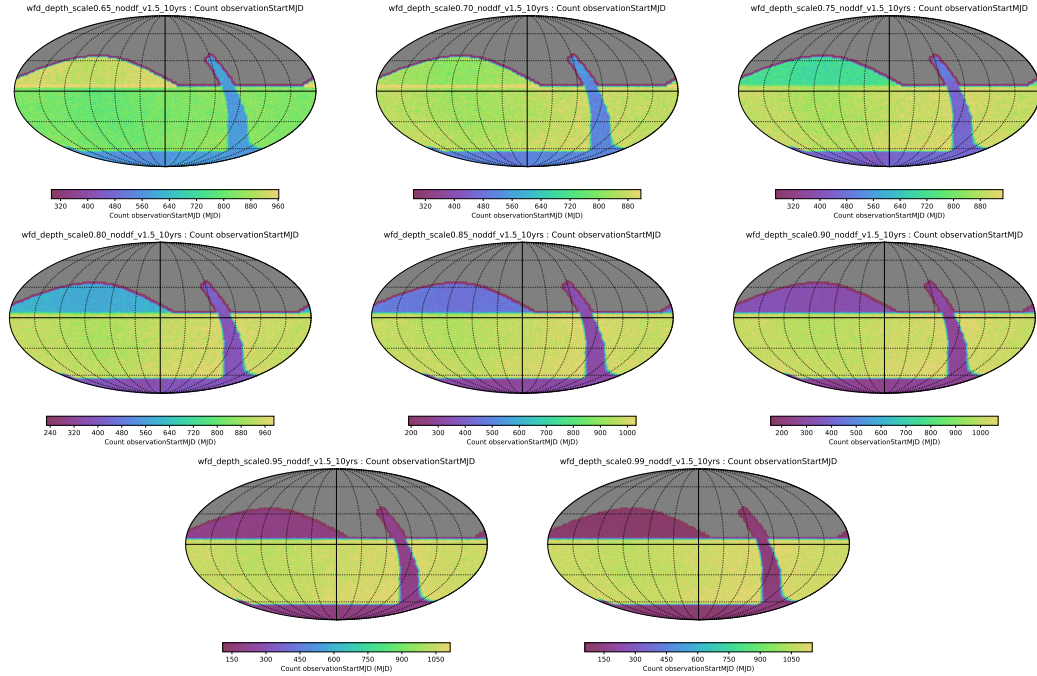 wfd_depth_scale0.65_noddf_v1.5_10yrs : Count observationStartMJD
wfd_depth_scale0.70_noddf_v1.5_10yrs : Count observationStartMJD
wfd_depth_scale0.75_noddf_v1.5_10yrs : Count observationStartMJD
320 400 480 560 640 720 800 880 960
Count observationStartMJD (MJD)
320 400 480 560 640 720 800 880
Count observationStartMJD (MJD)
320 400 480 560 640 720 800 880
Count observationStartMJD (MJD)
wfd_depth_scale0.80_noddf_v1.5_10yrs : Count observationStartMJD
wfd_depth_scale0.85_noddf_v1.5_10yrs : Count observationStartMJD
wfd_depth_scale0.90_noddf_v1.5_10yrs : Count observationStartMJD
240 320 400 480 560 640 720 800 880 960
Count observationStartMJD (MJD)
200 300 400 500 600 700 800 900 1000
Count observationStartMJD (MJD)
200 300 400 500 600 700 800 900 1000
Count observationStartMJD (MJD)
wfd_depth_scale0.95_noddf_v1.5_10yrs : Count observationStartMJD
wfd_depth_scale0.99_noddf_v1.5_10yrs : Count observationStartMJD
150 300 450 600 750 900 1050
Count observationStartMJD (MJD)
150 300 450 600 750 900 1050
Count observationStartMJD (MJD)